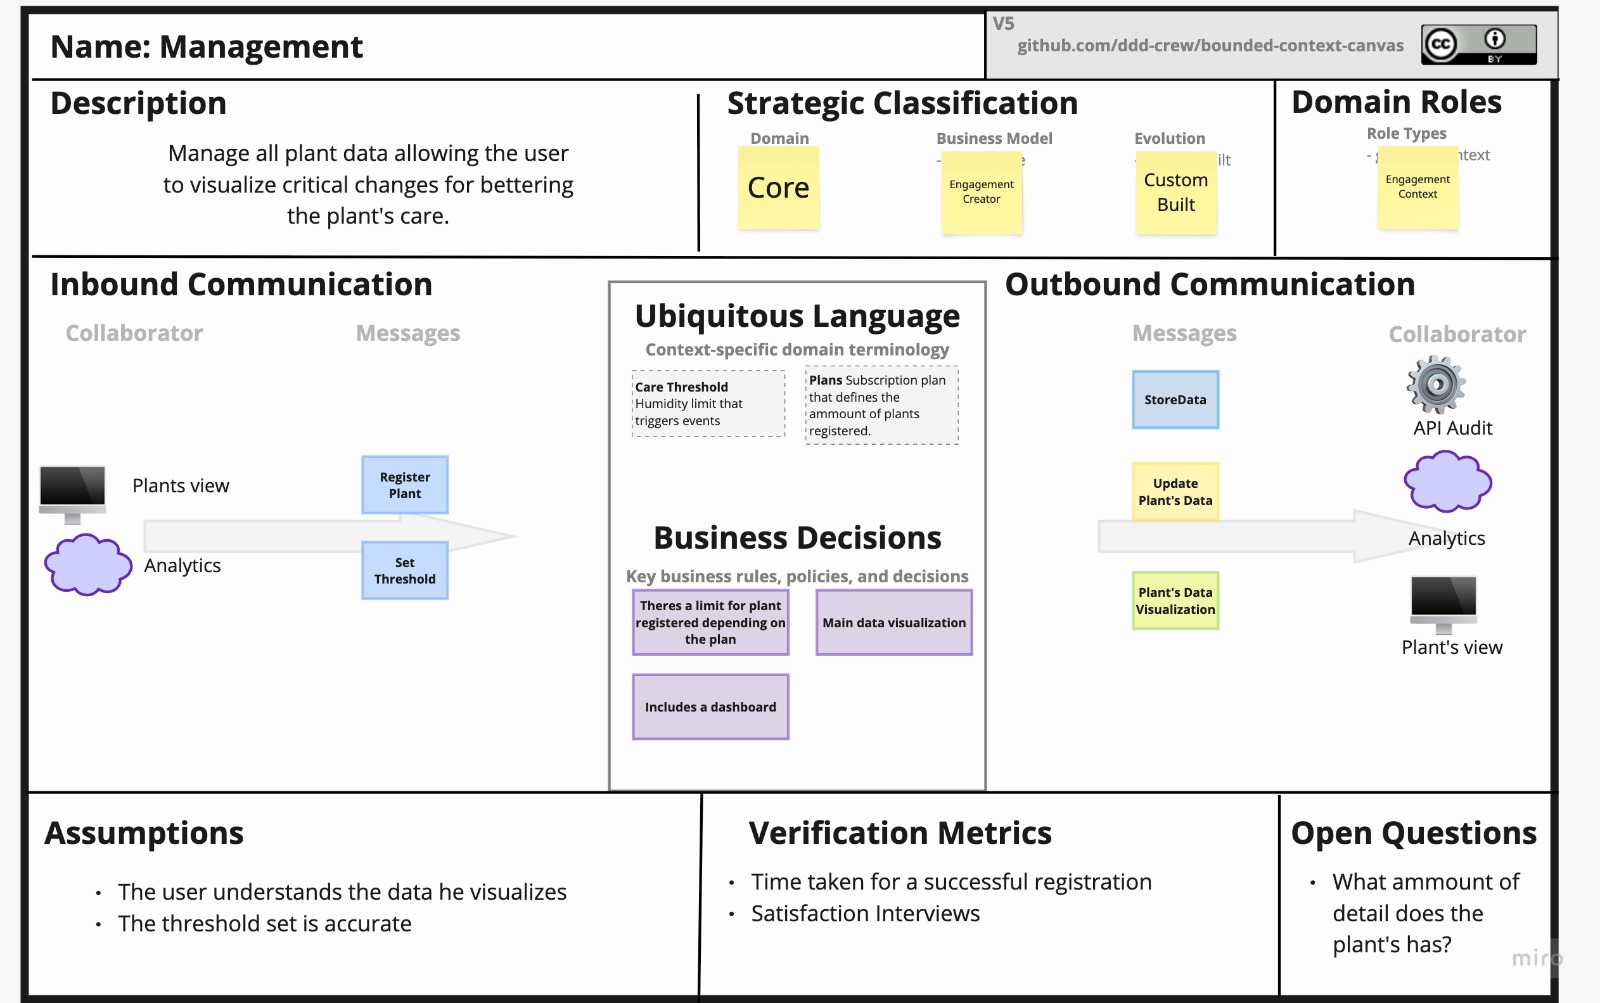 Name: Management
V5
github.com/ddd-crew/bounded-context-canvas
cc
BY
Description
Manage all plant data allowing the user
to visualize critical changes for bettering
the plant's care.
Strategic Classification
Domain
Core
Business Model
Engagement
Creator
Evolution
Custom
Built
Domain Roles
Role Types
Engagement
Context
Inbound Communication
Collaborator
Messages
Plants view
Analytics
Register
Plant
Set
Threshold
Ubiquitous Language
Context-specific domain terminology
Care Threshold
Humidity limit that
triggers events
Plans Subscription plan
that defines the
ammount of plants
registered.
Business Decisions
Key business rules, policies, and decisions
Theres a limit for plant
registered depending on
the plan
Main data visualization
Includes a dashboard
Outbound Communication
Messages
Collaborator
StoreData
Update
Plant's Data
Plant's Data
Visualization
API Audit
Analytics
Plant's view
Assumptions
• The user understands the data he visualizes
• The threshold set is accurate
Verification Metrics
• Time taken for a successful registration
• Satisfaction Interviews
Open Questions
• What ammount of
detail does the
plant's has?
miro